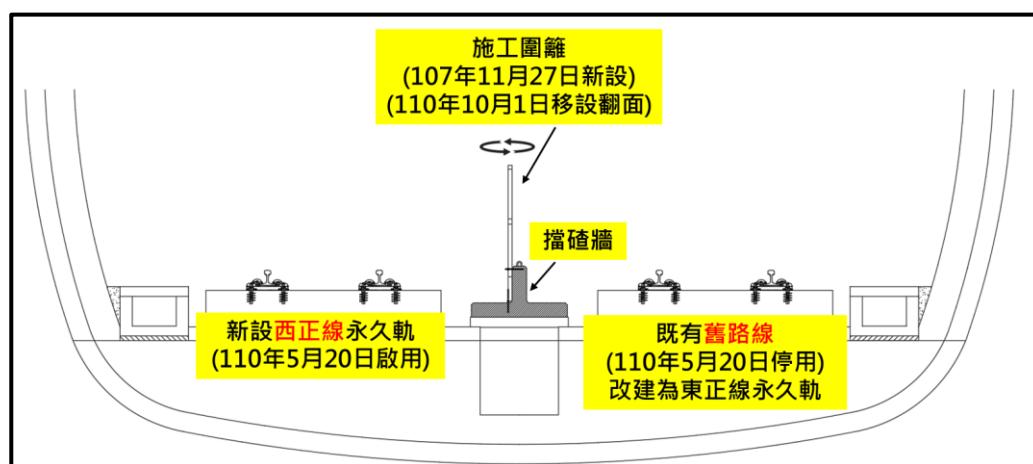 施工圍籬
(107年11月27日新設)
(110年10月1日移設翻面)
擋碴牆
新設西正線永久軌
(110年5月20日啟用)
既有舊路線
(110年5月20日停用)
改建為東正線永久軌